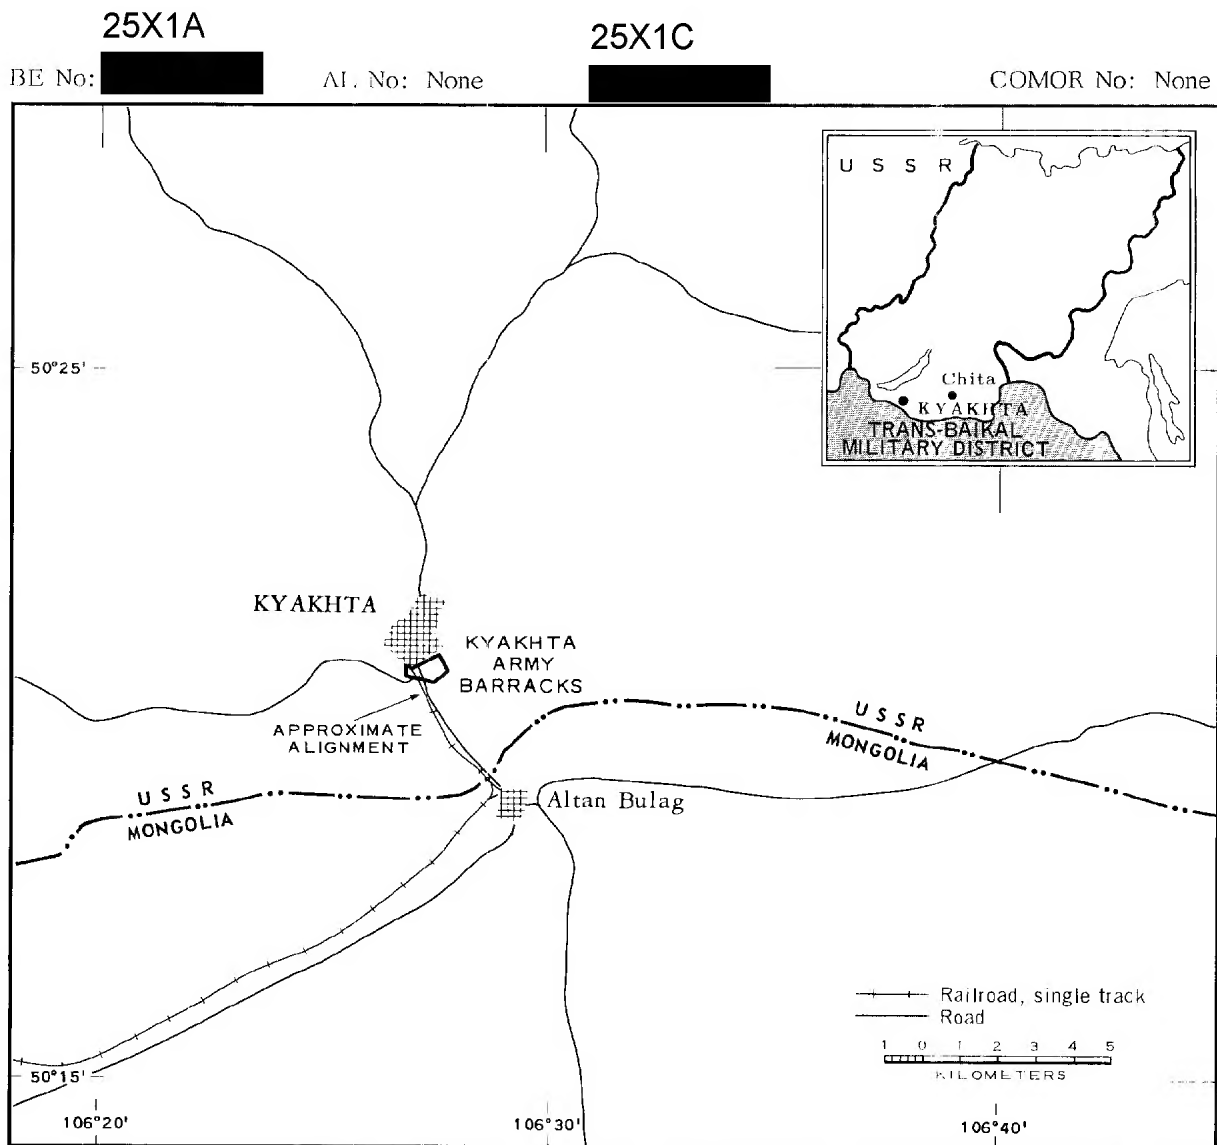 25X1A
25X1C
BE No:
AL No: None
COMOR No: None
U S S R
50°25'
Chita
KYAKHTA
TRANS-BAIKAL
MILITARY DISTRICT
KYAKHTA
KYAKHTA
ARMY
BARRACKS
APPROXIMATE
ALIGNMENT
USSR
MONGOLIA
USSR
MONGOLIA
Altan Bulag
Railroad, single track
Road
1 0 1 2 3 4 5
KILOMETERS
50°15'
106°20'
106°30'
106°40'